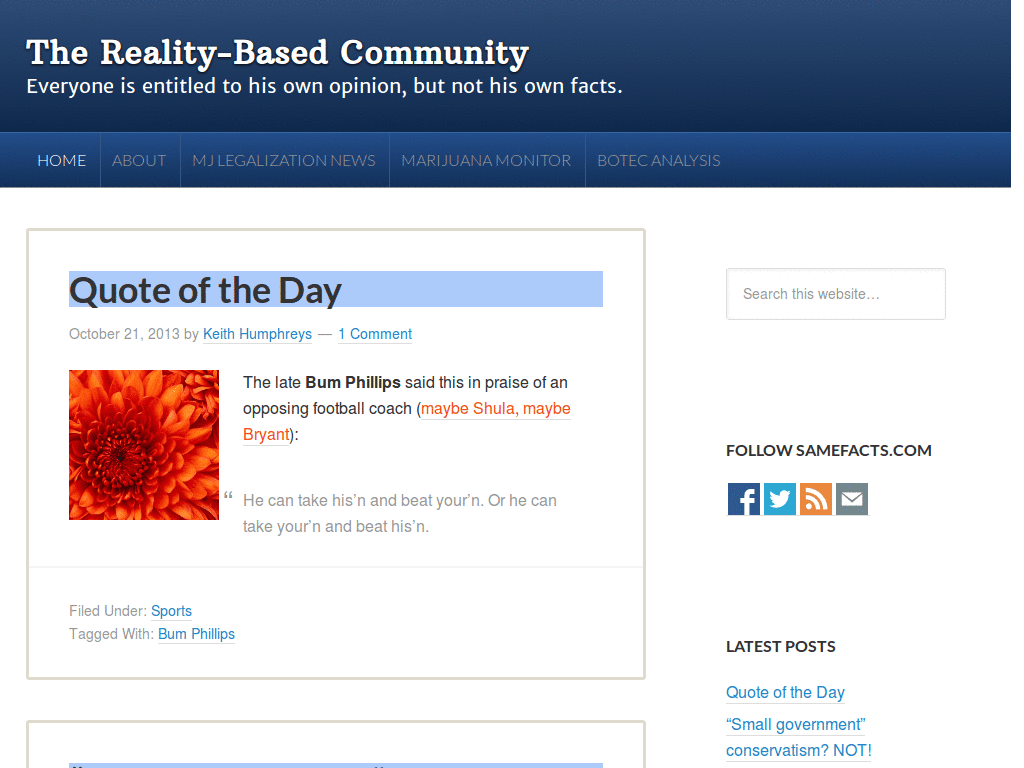 The Reality-Based Community
Everyone is entitled to his own opinion, but not his own facts.
HOME ABOUT MJ LEGALIZATION NEWS MARIJUANA MONITOR BOTEC ANALYSIS
Quote of the Day
October 21, 2013 by Keith Humphreys — 1 Comment
The late Bum Phillips said this in praise of an
opposing football coach (maybe Shula, maybe
Bryant):
“ He can take his’n and beat your’n. Or he can
take your’n and beat his’n.
Filed Under: Sports
Tagged With: Bum Phillips
Search this website…
FOLLOW SAMEFACTS.COM
LATEST POSTS
Quote of the Day
“Small government”
conservatism? NOT!